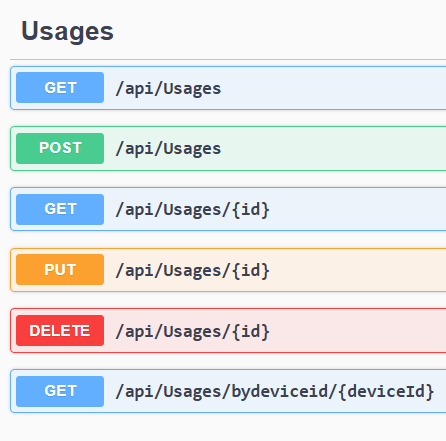 Usages
GET /api/Usages
POST /api/Usages
GET /api/Usages/{id}
PUT /api/Usages/{id}
DELETE /api/Usages/{id}
GET /api/Usages/bydeviceid/{deviceId}